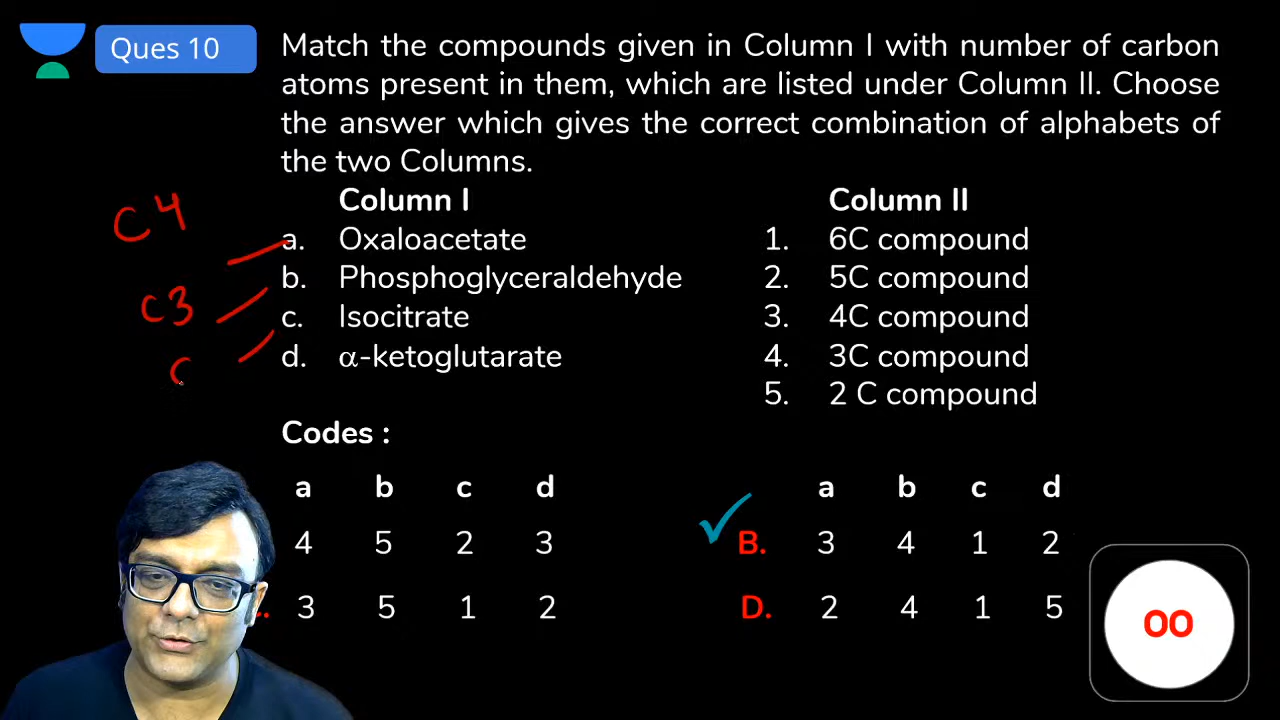 Ques 10
Match the compounds given in Column I with number of carbon
atoms present in them, which are listed under Column II. Choose
the answer which gives the correct combination of alphabets of
the two Columns.
Column I Column II
C4
a. Oxaloacetate 1. 6C compound
b. Phosphoglyceraldehyde 2. 5C compound
C3
c. Isocitrate 3. 4C compound
d. α-ketoglutarate 4. 3C compound
C
5. 2 C compound
Codes :
a b c d a b c d
4 5 2 3 B. 3 4 1 2
3 5 1 2 D. 2 4 1 5
00